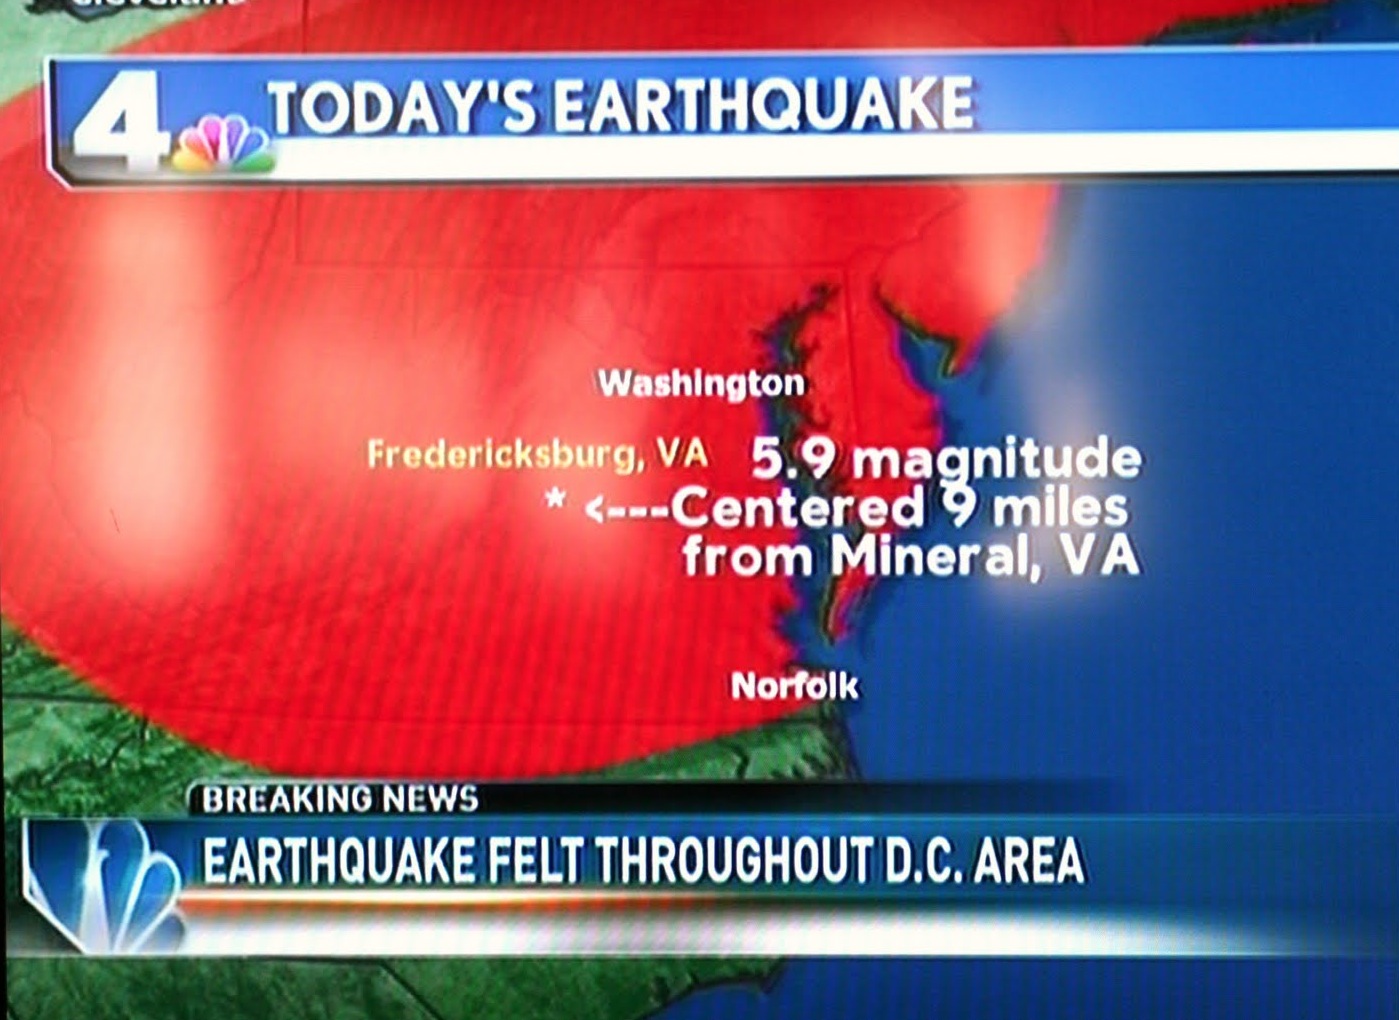 Cleveland
4 TODAY'S EARTHQUAKE
Washington
Fredericksburg, VA 5.9 magnitude
* <---Centered 9 miles
from Mineral, VA
Norfolk
BREAKING NEWS
EARTHQUAKE FELT THROUGHOUT D.C. AREA